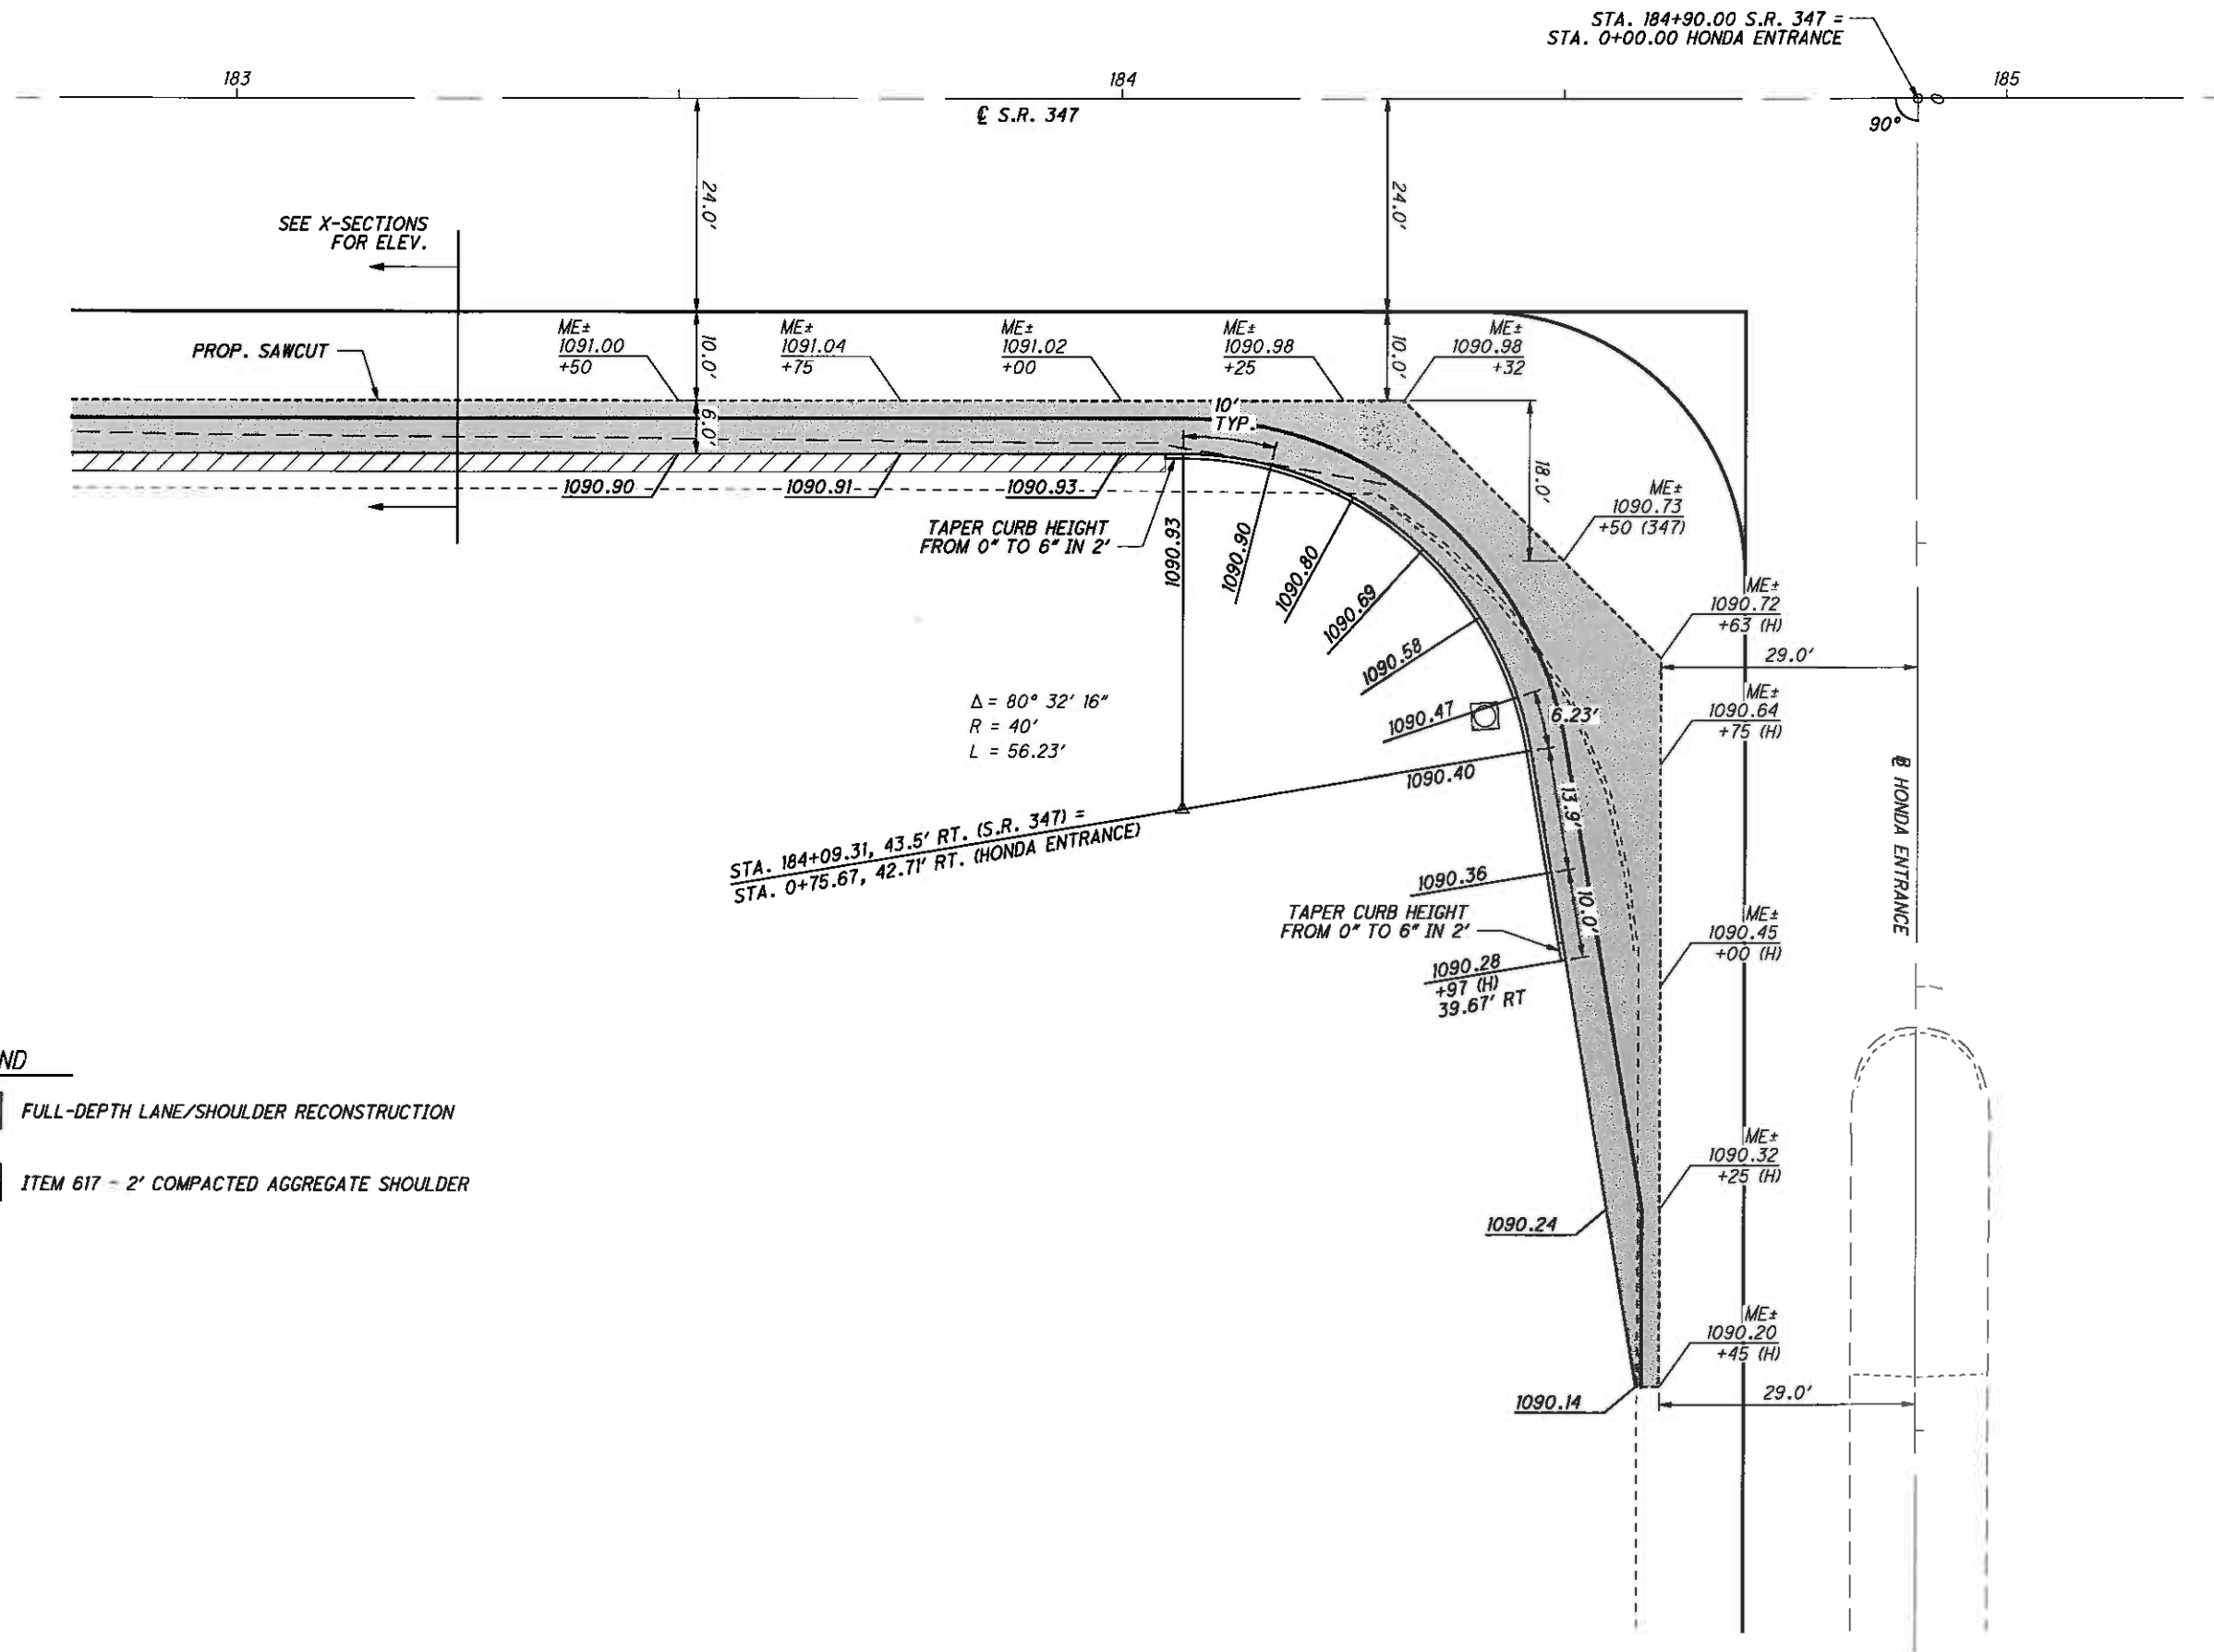 STA. 184+90.00 S.R. 347 =
STA. 0+00.00 HONDA ENTRANCE
183
184
185
℄ S.R. 347
0
90°
24.0'
24.0'
SEE X-SECTIONS
FOR ELEV.
PROP. SAWCUT
ME±
1091.00
+50
10.0'
ME±
1091.04
+75
ME±
1091.02
+00
ME±
1090.98
+25
10.0'
ME±
1090.98
+32
6.0'
10'
TYP.
18.0'
1090.90
1090.91
1090.93
ME±
1090.73
+50 (347)
TAPER CURB HEIGHT
FROM 0" TO 6" IN 2'
1090.93
1090.90
1090.80
1090.69
1090.58
1090.47
6.23'
ME±
1090.72
+63 (H)
29.0'
ME±
1090.64
+75 (H)
Δ = 80° 32' 16"
R = 40'
L = 56.23'
1090.40
13.9'
STA. 184+09.31, 43.5' RT. (S.R. 347) =
STA. 0+75.67, 42.71' RT. (HONDA ENTRANCE)
HONDA ENTRANCE
1090.36
10.0'
TAPER CURB HEIGHT
FROM 0" TO 6" IN 2'
1090.28
+97 (H)
39.67' RT
ME±
1090.45
+00 (H)
1
ND
FULL-DEPTH LANE/SHOULDER RECONSTRUCTION
ITEM 617 - 2' COMPACTED AGGREGATE SHOULDER
ME±
1090.32
+25 (H)
1090.24
ME±
1090.20
+45 (H)
1090.14
29.0'